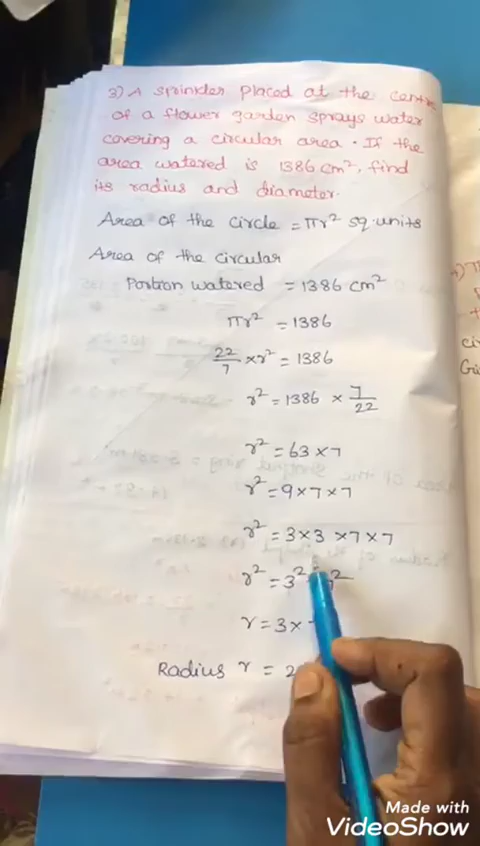 3) A sprinkler placed at the centre
of a flower garden sprays water
covering a circular area. If the
area watered is 1386 cm², find
its radius and diameter.
Area of the circle = πr² sq.units
Area of the circular
Portion watered = 1386 cm²
πr² = 1386
22/7 × r² = 1386
r² = 1386 × 7/22
r² = 63 × 7
r² = 9 × 7 × 7
r² = 3 × 3 × 7 × 7
r² = 3²
r = 3 ×
Radius r = 2
4)
Made with
VideoShow